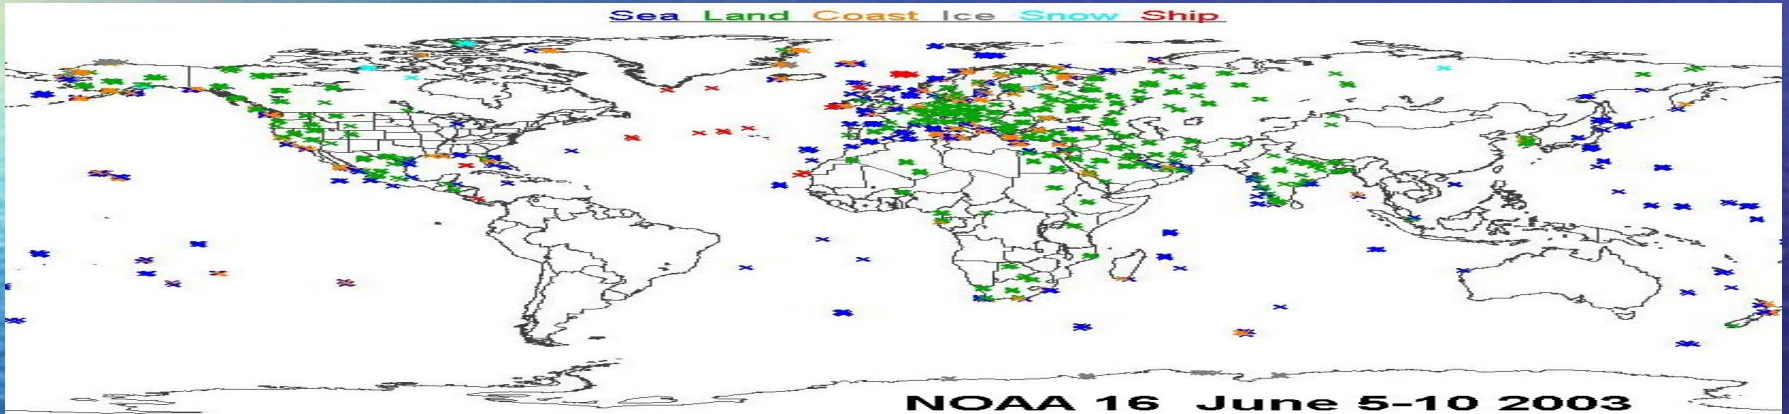 Sea Land Coast Ice Snow Ship
NOAA 16 June 5-10 2003